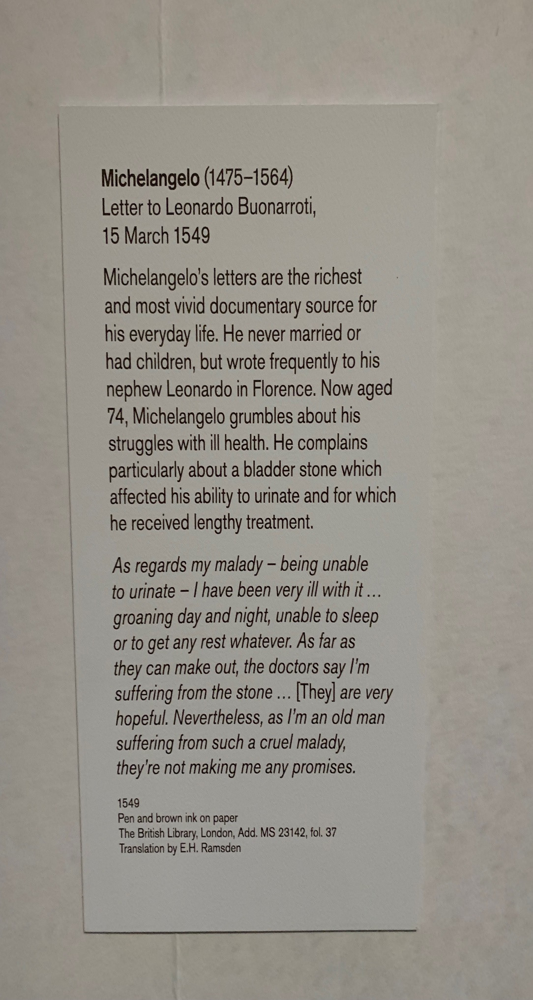 Michelangelo (1475–1564)
Letter to Leonardo Buonarroti,
15 March 1549
Michelangelo's letters are the richest
and most vivid documentary source for
his everyday life. He never married or
had children, but wrote frequently to his
nephew Leonardo in Florence. Now aged
74, Michelangelo grumbles about his
struggles with ill health. He complains
particularly about a bladder stone which
affected his ability to urinate and for which
he received lengthy treatment.
As regards my malady – being unable
to urinate – I have been very ill with it ...
groaning day and night, unable to sleep
or to get any rest whatever. As far as
they can make out, the doctors say I'm
suffering from the stone ... [They] are very
hopeful. Nevertheless, as I'm an old man
suffering from such a cruel malady,
they're not making me any promises.
1549
Pen and brown ink on paper
The British Library, London, Add. MS 23142, fol. 37
Translation by E.H. Ramsden